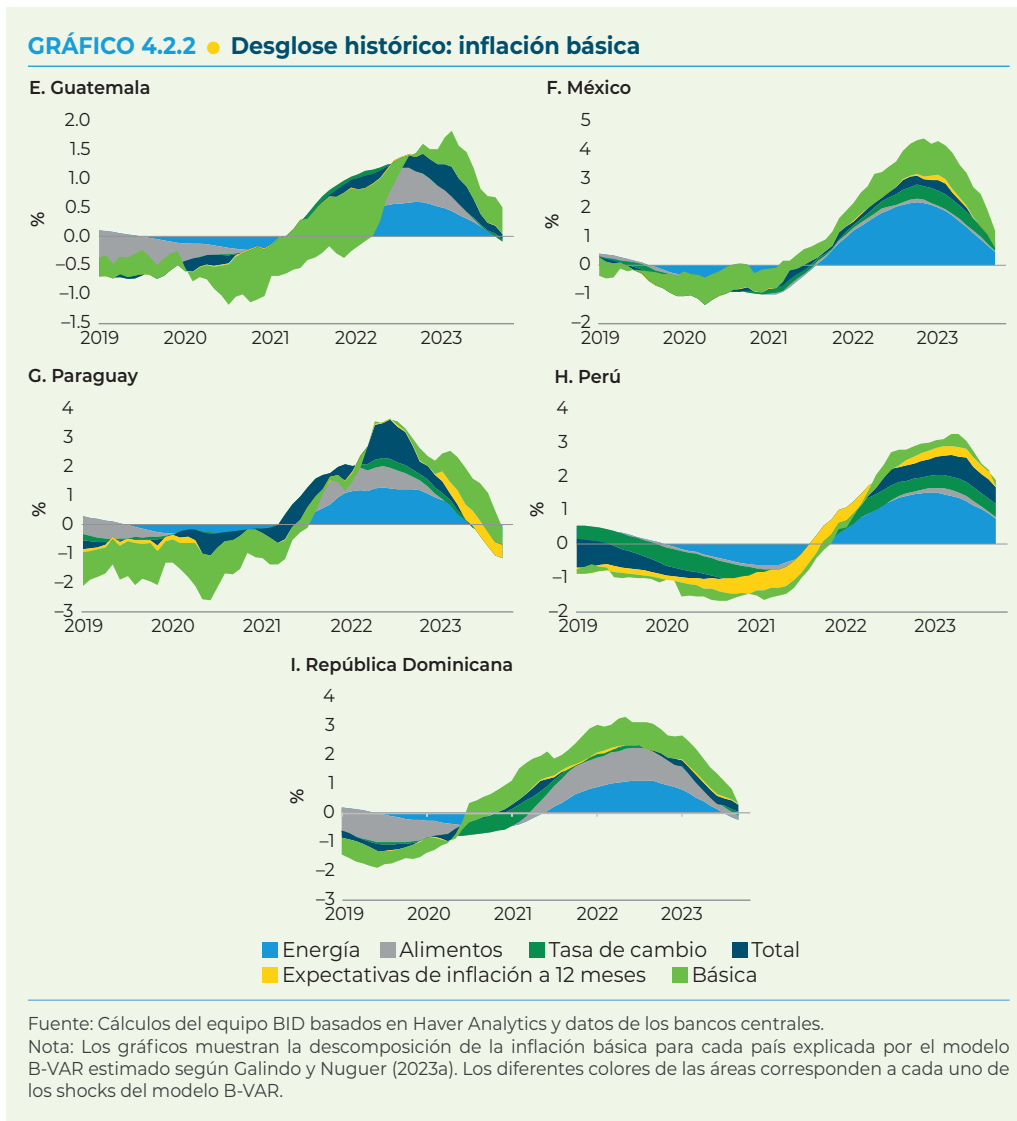 GRÁFICO 4.2.2 ● Desglose histórico: inflación básica
E. Guatemala
%
2.0
1.5
1.0
0.5
0.0
–0.5
–1.0
–1.5
2019 2020 2021 2022 2023
F. México
%
5
4
3
2
1
0
–1
–2
2019 2020 2021 2022 2023
G. Paraguay
%
4
3
2
1
0
–1
–2
–3
2019 2020 2021 2022 2023
H. Perú
%
4
3
2
1
0
–1
–2
2019 2020 2021 2022 2023
I. República Dominicana
%
4
3
2
1
0
–1
–2
–3
2019 2020 2021 2022 2023
Energía Alimentos Tasa de cambio Total
Expectativas de inflación a 12 meses Básica
Fuente: Cálculos del equipo BID basados en Haver Analytics y datos de los bancos centrales.
Nota: Los gráficos muestran la descomposición de la inflación básica para cada país explicada por el modelo
B-VAR estimado según Galindo y Nuguer (2023a). Los diferentes colores de las áreas corresponden a cada uno de
los shocks del modelo B-VAR.